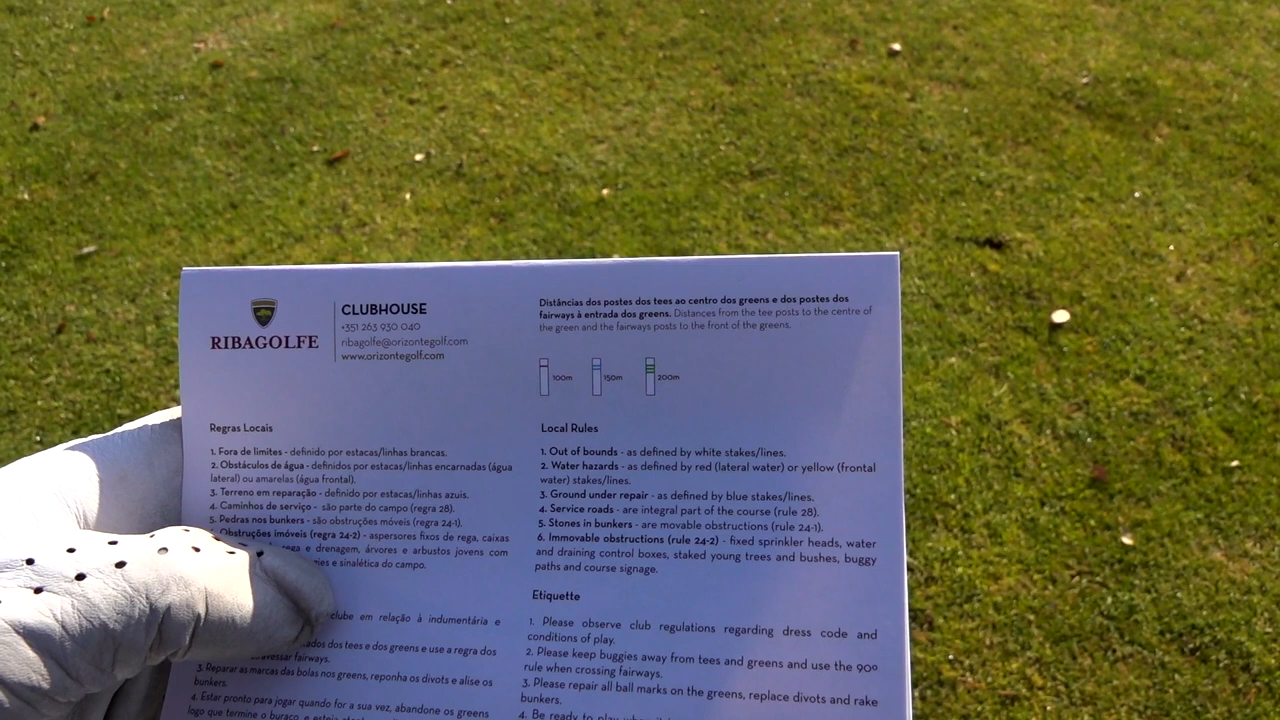 RIBAGOLFE
CLUBHOUSE
+351 263 930 040
ribagolfe@orizontegolf.com
www.orizontegolf.com
Distâncias dos postes dos tees ao centro dos greens e dos postes dos
fairways à entrada dos greens. Distances from the tee posts to the centre of
the green and the fairways posts to the front of the greens.
100m 150m 200m
Regras Locais
1. Fora de limites - definido por estacas/linhas brancas.
2. Obstáculos de água - definidos por estacas/linhas encarnadas (água
lateral) ou amarelas (água frontal).
3. Terreno em reparação - definido por estacas/linhas azuis.
4. Caminhos de serviço - são parte do campo (regra 28).
5. Pedras nos bunkers - são obstruções móveis (regra 24-1).
Obstruções imóveis (regra 24-2) - aspersores fixos de rega, caixas
e drenagem, árvores e arbustos jovens com
e sinalética do campo.
clube em relação à indumentária e
dos tees e dos greens e use a regra dos
fairways.
3. Reparar as marcas das bolas nos greens, reponha os divots e alise os
bunkers.
4. Estar pronto para jogar quando for a sua vez, abandone os greens
logo que termine o buraco, e
Local Rules
1. Out of bounds - as defined by white stakes/lines.
2. Water hazards - as defined by red (lateral water) or yellow (frontal
water) stakes/lines.
3. Ground under repair - as defined by blue stakes/lines.
4. Service roads - are integral part of the course (rule 28).
5. Stones in bunkers - are movable obstructions (rule 24-1).
6. Immovable obstructions (rule 24-2) - fixed sprinkler heads, water
and draining control boxes, staked young trees and bushes, buggy
paths and course signage.
Etiquette
1. Please observe club regulations regarding dress code and
conditions of play.
2. Please keep buggies away from tees and greens and use the 90º
rule when crossing fairways.
3. Please repair all ball marks on the greens, replace divots and rake
bunkers.
4. Be ready to play